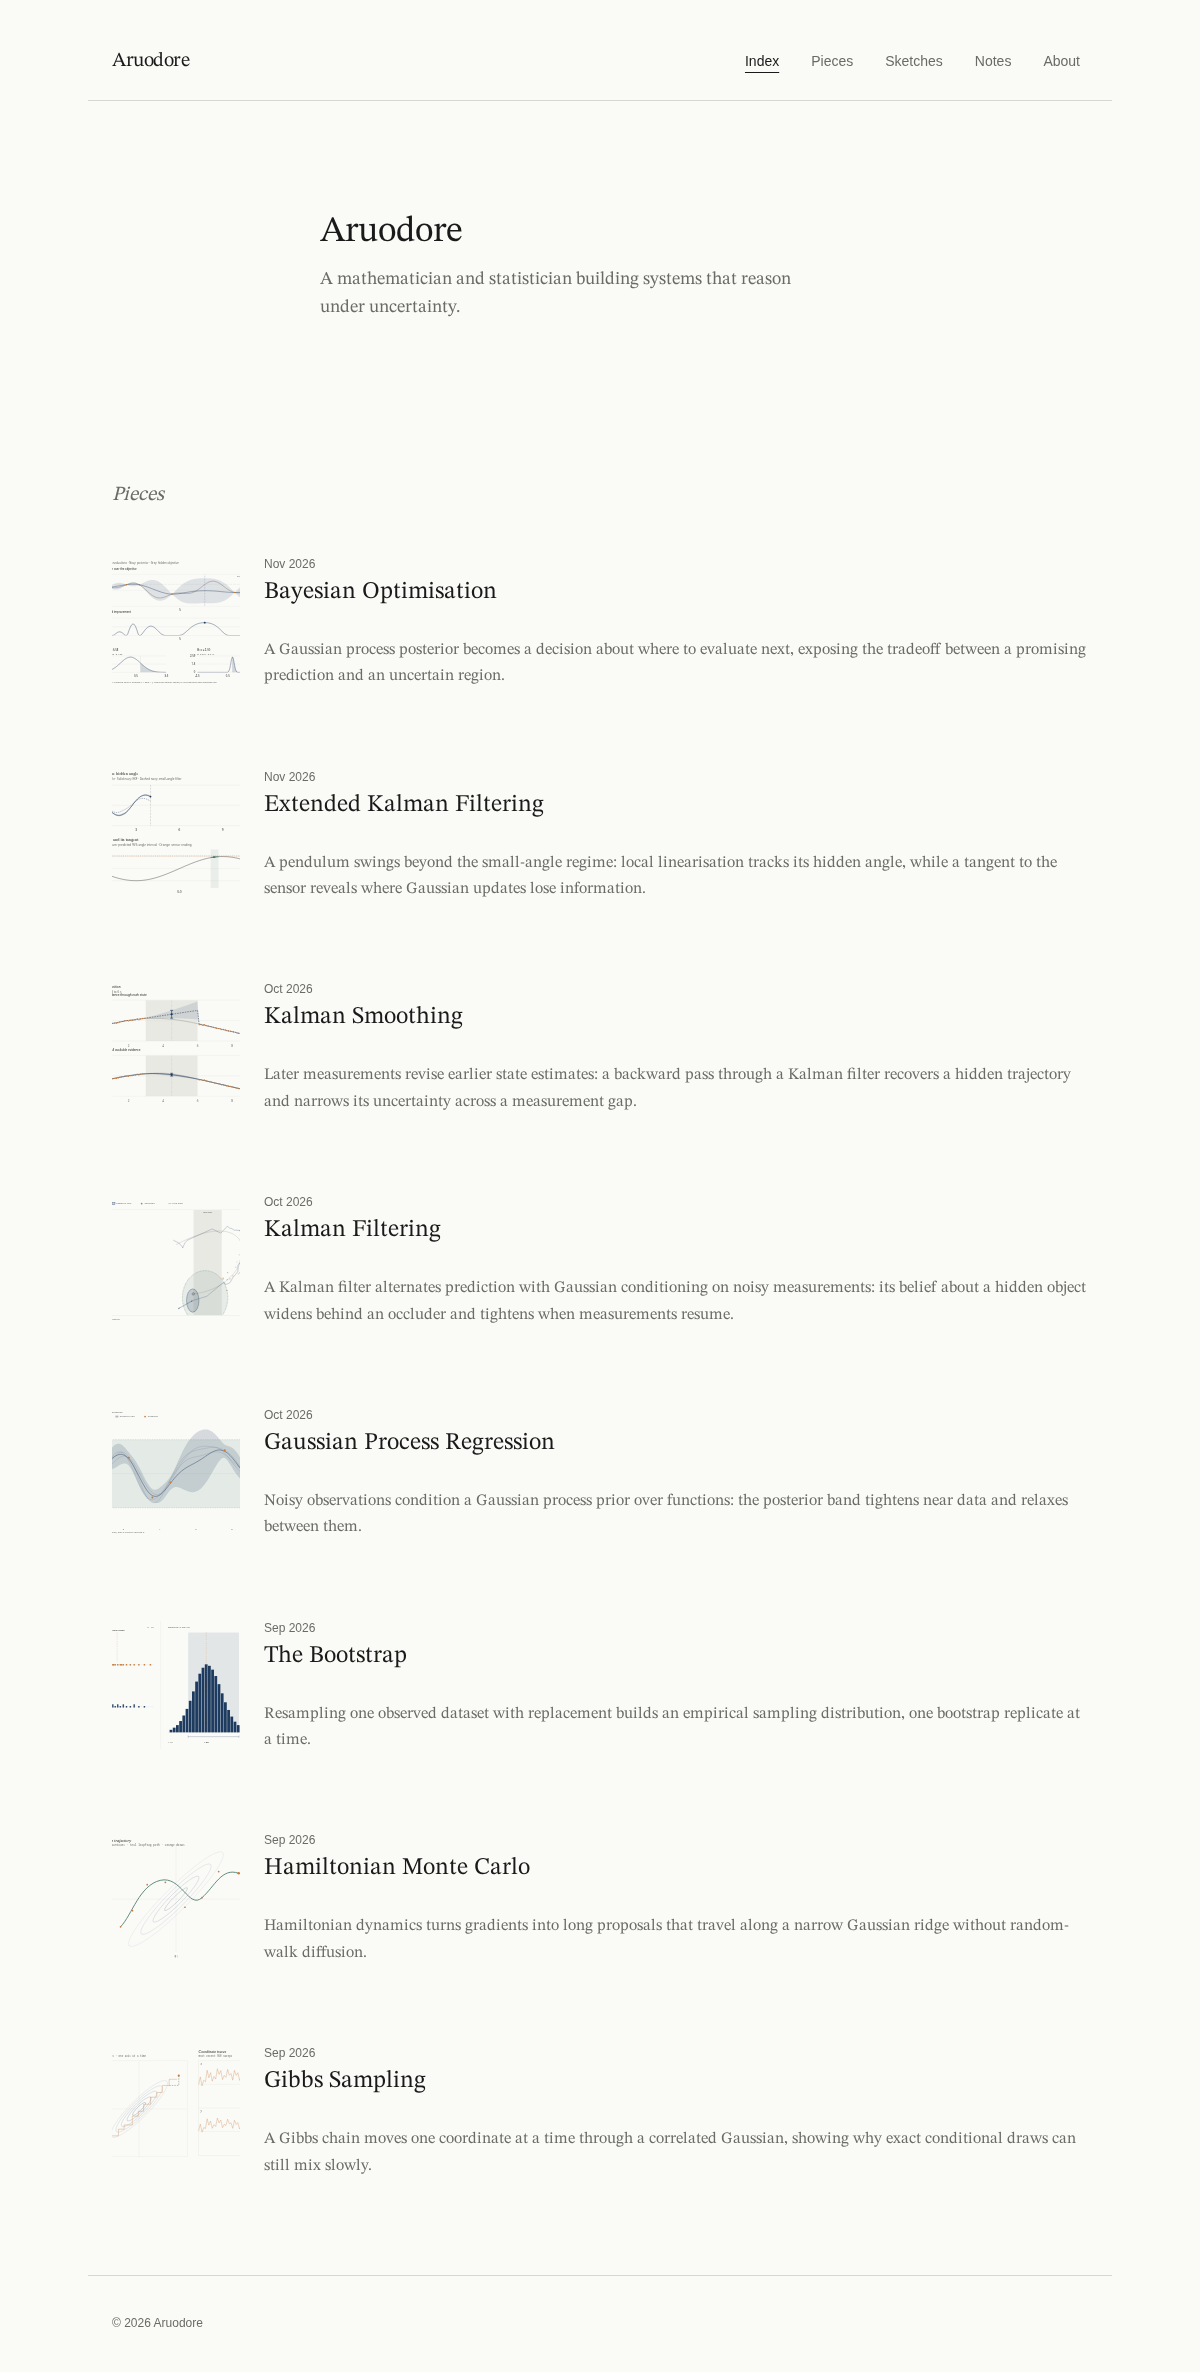 Aruodore
Index Pieces Sketches Notes About
Aruodore
A mathematician and statistician building systems that reason
under uncertainty.
Pieces
Nov 2026
Bayesian Optimisation
A Gaussian process posterior becomes a decision about where to evaluate next, exposing the tradeoff between a promising
prediction and an uncertain region.
Nov 2026
Extended Kalman Filtering
A pendulum swings beyond the small-angle regime: local linearisation tracks its hidden angle, while a tangent to the
sensor reveals where Gaussian updates lose information.
Oct 2026
Kalman Smoothing
Later measurements revise earlier state estimates: a backward pass through a Kalman filter recovers a hidden trajectory
and narrows its uncertainty across a measurement gap.
Oct 2026
Kalman Filtering
A Kalman filter alternates prediction with Gaussian conditioning on noisy measurements: its belief about a hidden object
widens behind an occluder and tightens when measurements resume.
Oct 2026
Gaussian Process Regression
Noisy observations condition a Gaussian process prior over functions: the posterior band tightens near data and relaxes
between them.
Sep 2026
The Bootstrap
Resampling one observed dataset with replacement builds an empirical sampling distribution, one bootstrap replicate at
a time.
Sep 2026
Hamiltonian Monte Carlo
Hamiltonian dynamics turns gradients into long proposals that travel along a narrow Gaussian ridge without random-
walk diffusion.
Sep 2026
Gibbs Sampling
A Gibbs chain moves one coordinate at a time through a correlated Gaussian, showing why exact conditional draws can
still mix slowly.
© 2026 Aruodore